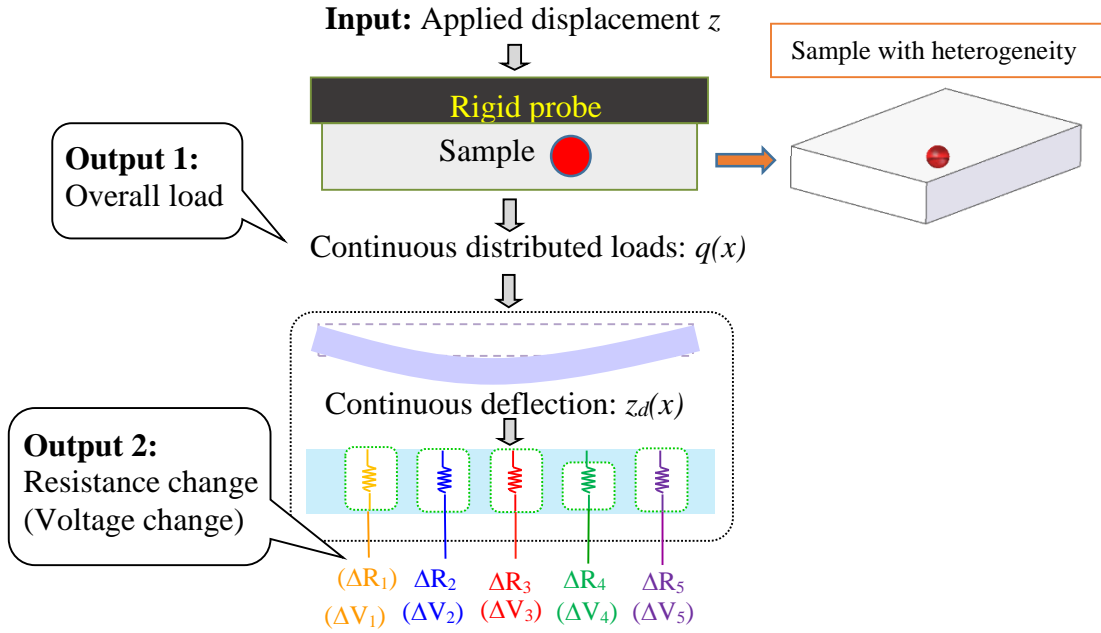 Input: Applied displacement z
Sample with heterogeneity
Rigid probe
Sample
Output 1:
Overall load
Continuous distributed loads: q(x)
Continuous deflection: z_d(x)
Output 2:
Resistance change
(Voltage change)
(ΔR₁) ΔR₂ ΔR₃ ΔR₄ ΔR₅
(ΔV₁) (ΔV₂) (ΔV₃) (ΔV₄) (ΔV₅)